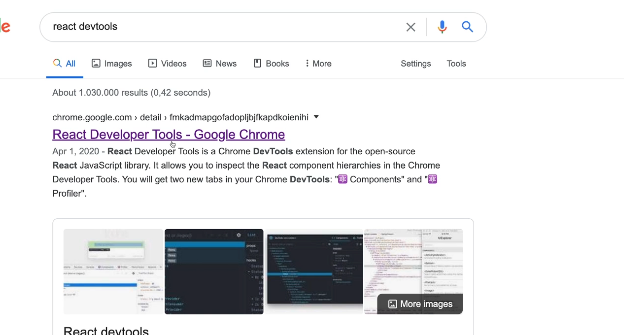 react devtools
All Images Videos News Books More Settings Tools
About 1.030.000 results (0,42 seconds)
chrome.google.com › detail › fmkadmapgofadopljbjfkapdkoienihi
React Developer Tools - Google Chrome
Apr 1, 2020 - React Developer Tools is a Chrome DevTools extension for the open-source
React JavaScript library. It allows you to inspect the React component hierarchies in the Chrome
Developer Tools. You will get two new tabs in your Chrome DevTools: "⚛️ Components" and "⚛️
Profiler".
More images
React devtools